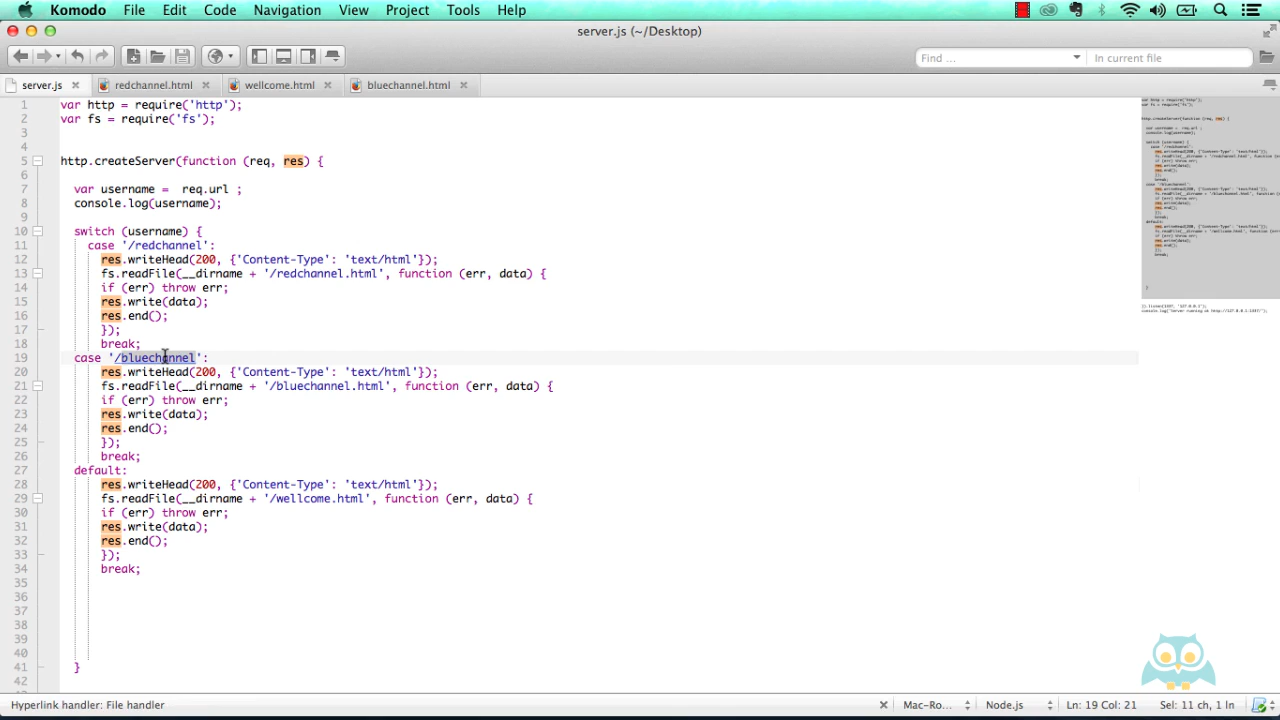 Komodo File Edit Code Navigation View Project Tools Help
server.js (~/Desktop)
Find ... In current file
server.js redchannel.html wellcome.html bluechannel.html
1 var http = require('http');
2 var fs = require('fs');
3
4
5 http.createServer(function (req, res) {
6
7 var username = req.url ;
8 console.log(username);
9
10 switch (username) {
11 case '/redchannel':
12 res.writeHead(200, {'Content-Type': 'text/html'});
13 fs.readFile(__dirname + '/redchannel.html', function (err, data) {
14 if (err) throw err;
15 res.write(data);
16 res.end();
17 });
18 break;
19 case '/bluechannel':
20 res.writeHead(200, {'Content-Type': 'text/html'});
21 fs.readFile(__dirname + '/bluechannel.html', function (err, data) {
22 if (err) throw err;
23 res.write(data);
24 res.end();
25 });
26 break;
27 default:
28 res.writeHead(200, {'Content-Type': 'text/html'});
29 fs.readFile(__dirname + '/wellcome.html', function (err, data) {
30 if (err) throw err;
31 res.write(data);
32 res.end();
33 });
34 break;
35
36
37
38
39
40
41 }
42
Hyperlink handler: File handler Mac-Ro... Node.js Ln: 19 Col: 21 Sel: 11 ch, 1 ln